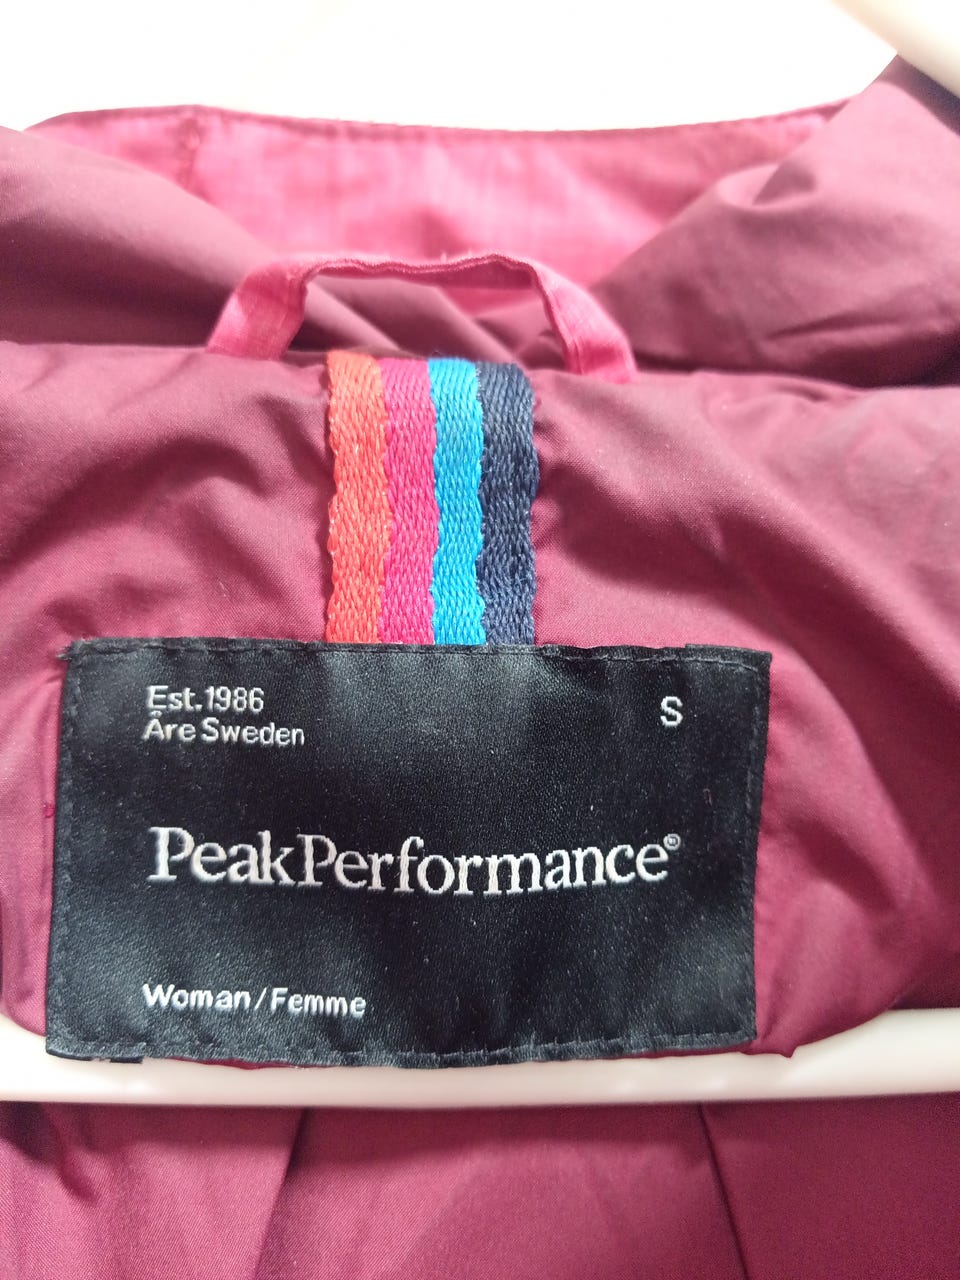 Est.1986
Åre Sweden
S
PeakPerformance®
Woman/Femme